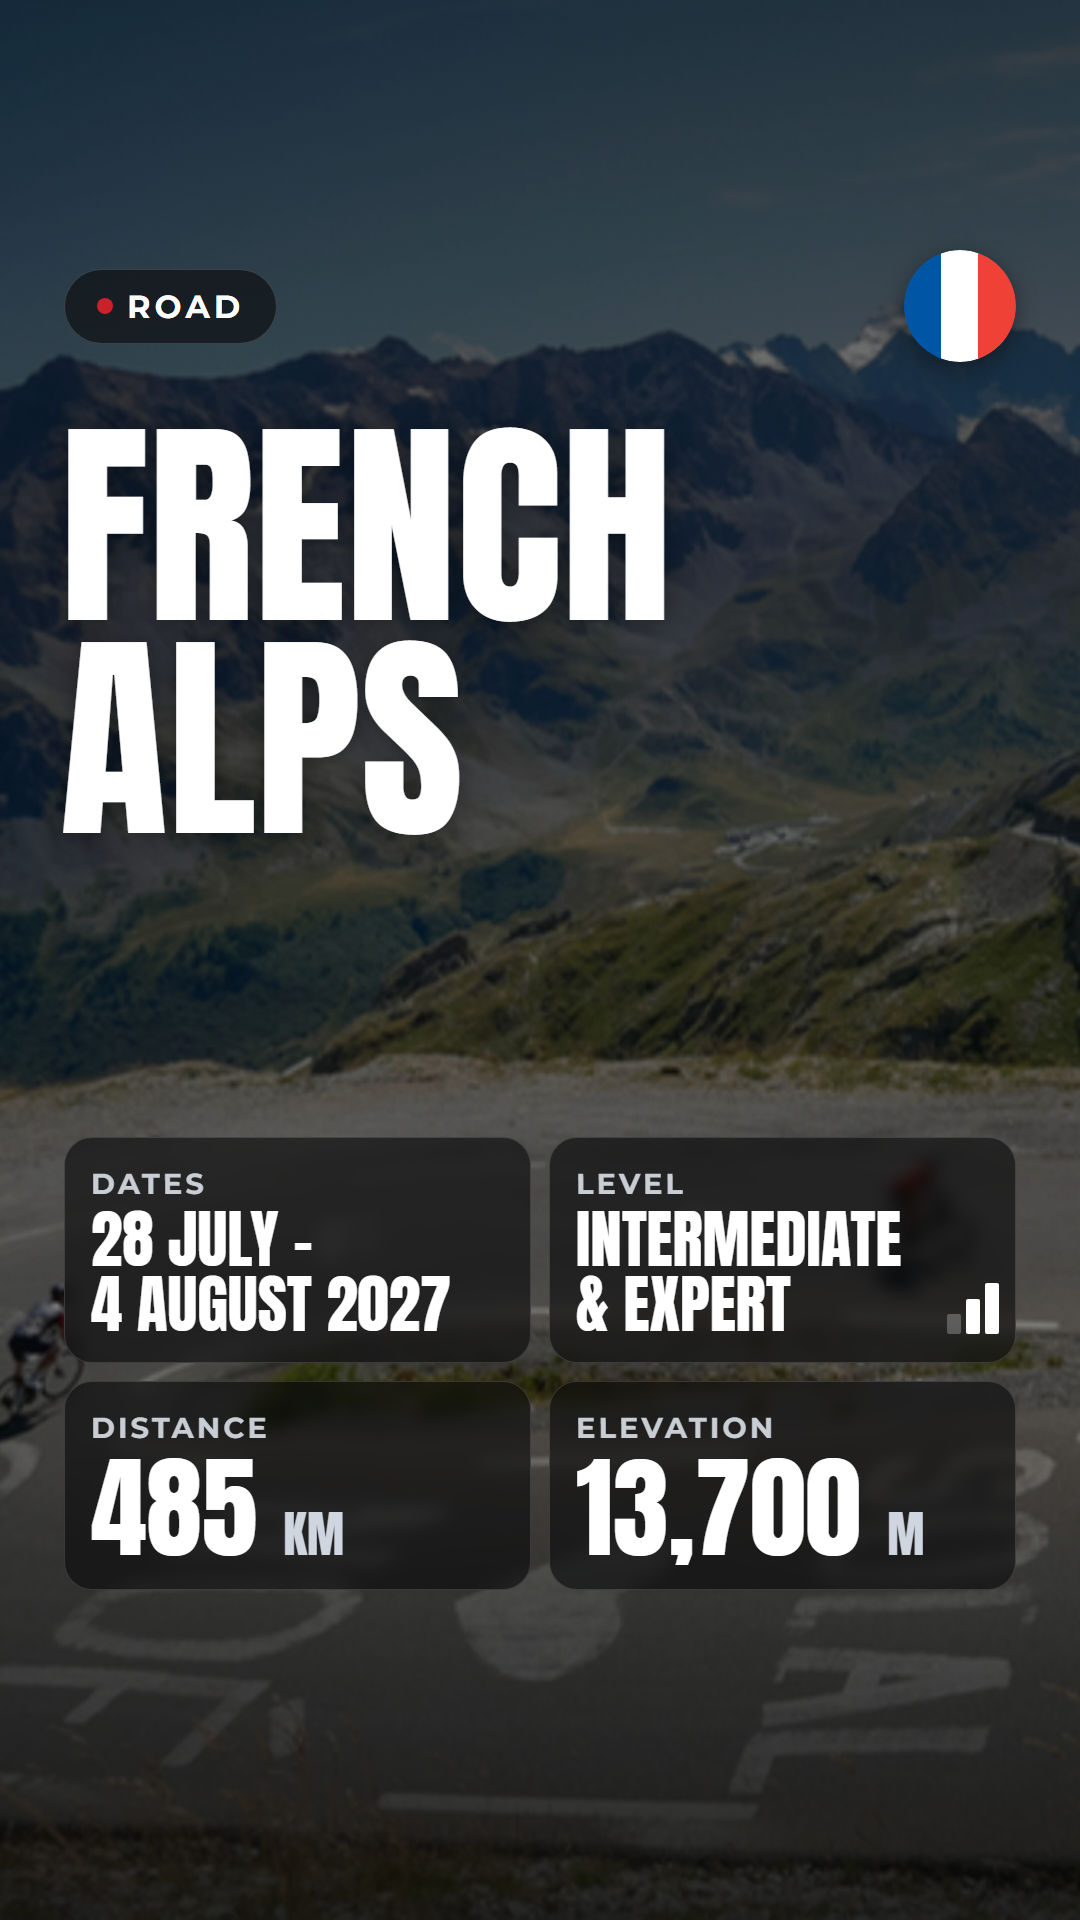 ROAD
FRENCH
ALPS
DATES
28 JULY -
4 AUGUST 2027
LEVEL
INTERMEDIATE
& EXPERT
DISTANCE
485 KM
ELEVATION
13,700 M